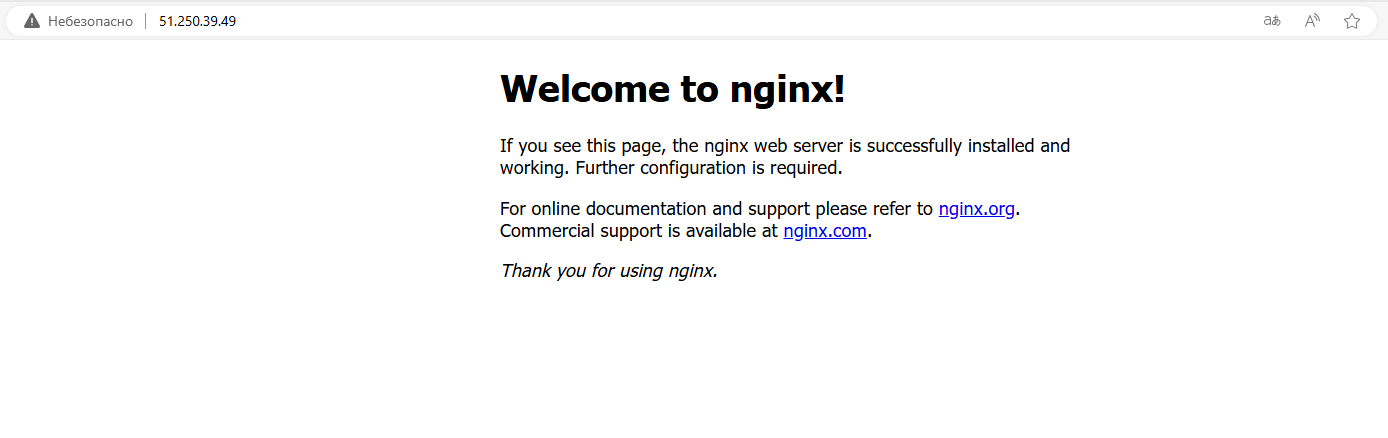 Небезопасно | 51.250.39.49
Welcome to nginx!
If you see this page, the nginx web server is successfully installed and
working. Further configuration is required.
For online documentation and support please refer to nginx.org.
Commercial support is available at nginx.com.
Thank you for using nginx.